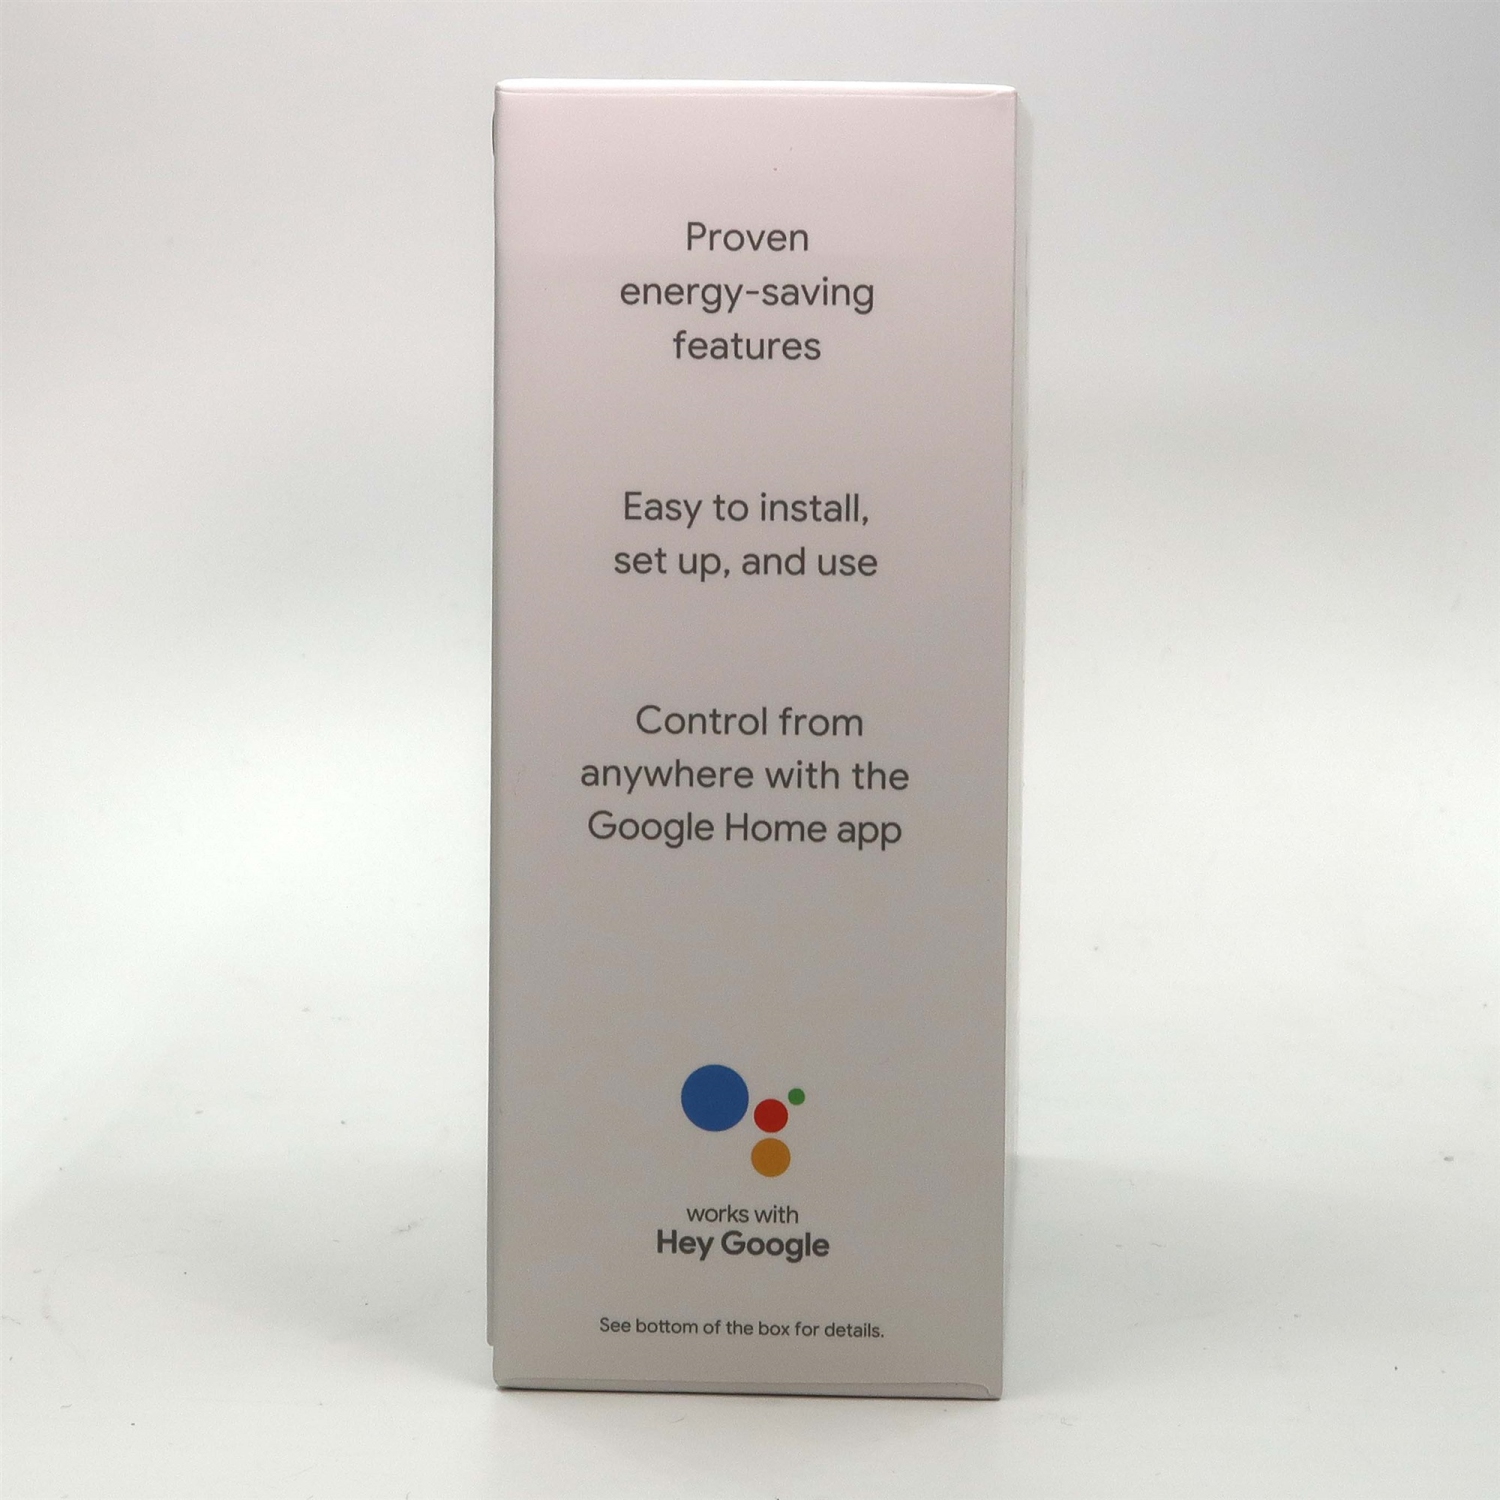 Proven
energy-saving
features
Easy to install,
set up, and use
Control from
anywhere with the
Google Home app
works with
Hey Google
See bottom of the box for details.